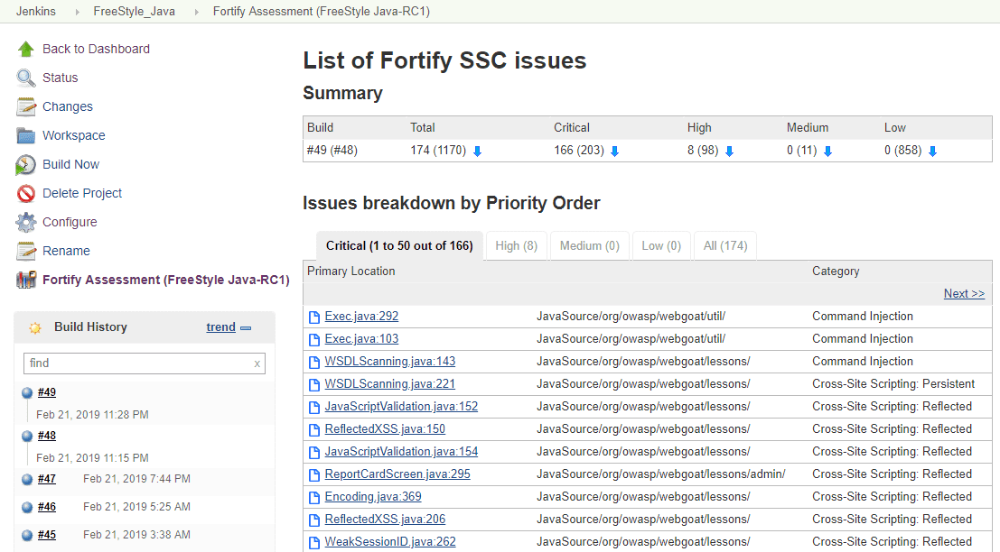 Jenkins FreeStyle_Java Fortify Assessment (FreeStyle Java-RC1)
Back to Dashboard
Status
Changes
Workspace
Build Now
Delete Project
Configure
Rename
Fortify Assessment (FreeStyle Java-RC1)
Build History trend
find x
#49
Feb 21, 2019 11:28 PM
#48
Feb 21, 2019 11:15 PM
#47 Feb 21, 2019 7:44 PM
#46 Feb 21, 2019 5:25 AM
#45 Feb 21, 2019 3:38 AM
List of Fortify SSC issues
Summary
Build Total Critical High Medium Low
#49 (#48) 174 (1170) 166 (203) 8 (98) 0 (11) 0 (858)
Issues breakdown by Priority Order
Critical (1 to 50 out of 166) High (8) Medium (0) Low (0) All (174)
Primary Location Category
Next >>
Exec.java:292 JavaSource/org/owasp/webgoat/util/ Command Injection
Exec.java:103 JavaSource/org/owasp/webgoat/util/ Command Injection
WSDLScanning.java:143 JavaSource/org/owasp/webgoat/lessons/ Command Injection
WSDLScanning.java:221 JavaSource/org/owasp/webgoat/lessons/ Cross-Site Scripting: Persistent
JavaScriptValidation.java:152 JavaSource/org/owasp/webgoat/lessons/ Cross-Site Scripting: Reflected
ReflectedXSS.java:150 JavaSource/org/owasp/webgoat/lessons/ Cross-Site Scripting: Reflected
JavaScriptValidation.java:154 JavaSource/org/owasp/webgoat/lessons/ Cross-Site Scripting: Reflected
ReportCardScreen.java:295 JavaSource/org/owasp/webgoat/lessons/admin/ Cross-Site Scripting: Reflected
Encoding.java:369 JavaSource/org/owasp/webgoat/lessons/ Cross-Site Scripting: Reflected
ReflectedXSS.java:206 JavaSource/org/owasp/webgoat/lessons/ Cross-Site Scripting: Reflected
WeakSessionID.java:262 JavaSource/org/owasp/webgoat/lessons/ Cross-Site Scripting: Reflected